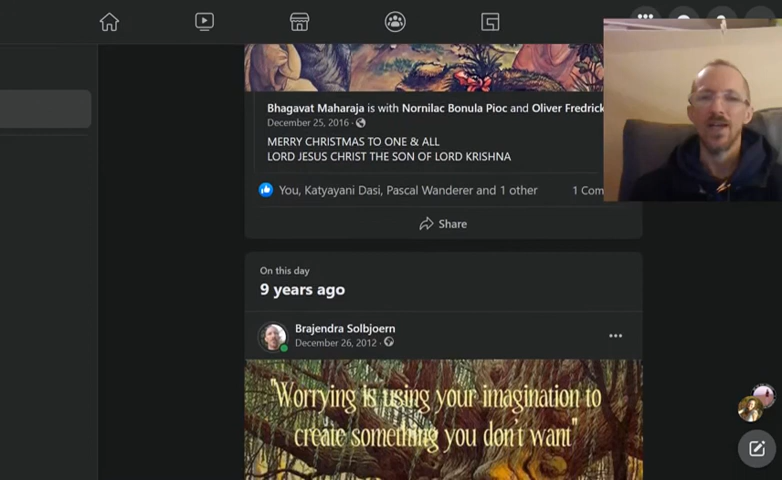 Bhagavat Maharaja is with Nornilac Bonula Pioc and Oliver Fredrick
December 25, 2016
MERRY CHRISTMAS TO ONE & ALL
LORD JESUS CHRIST THE SON OF LORD KRISHNA
You, Katyayani Dasi, Pascal Wanderer and 1 other 1 Com
Share
On this day
9 years ago
Brajendra Solbjoern
December 26, 2012
"Worrying is using your imagination to
create something you don't want"